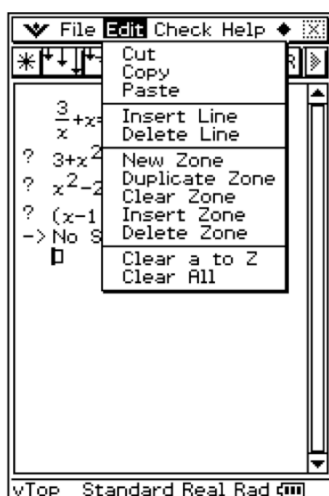 File Edit Check Help
Cut
Copy
Paste
3/x+x=
Insert Line
Delete Line
? 3+x²
New Zone
Duplicate Zone
? x²-2
Clear Zone
Insert Zone
? (x-1
Delete Zone
-> No S
Clear a to Z
Clear All
vTop Standard Real Rad